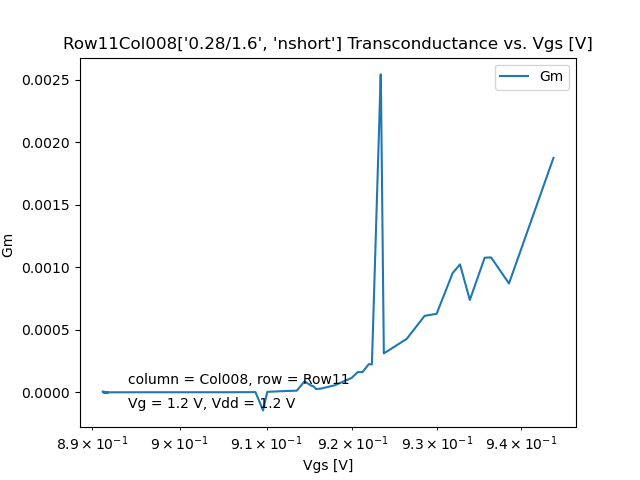 Row11Col008['0.28/1.6', 'nshort'] Transconductance vs. Vgs [V]
Gm
0.0025
0.0020
0.0015
0.0010
0.0005
0.0000
Gm
column = Col008, row = Row11
Vg = 1.2 V, Vdd = 1.2 V
8.9 × 10⁻¹ 9 × 10⁻¹ 9.1 × 10⁻¹ 9.2 × 10⁻¹ 9.3 × 10⁻¹ 9.4 × 10⁻¹
Vgs [V]